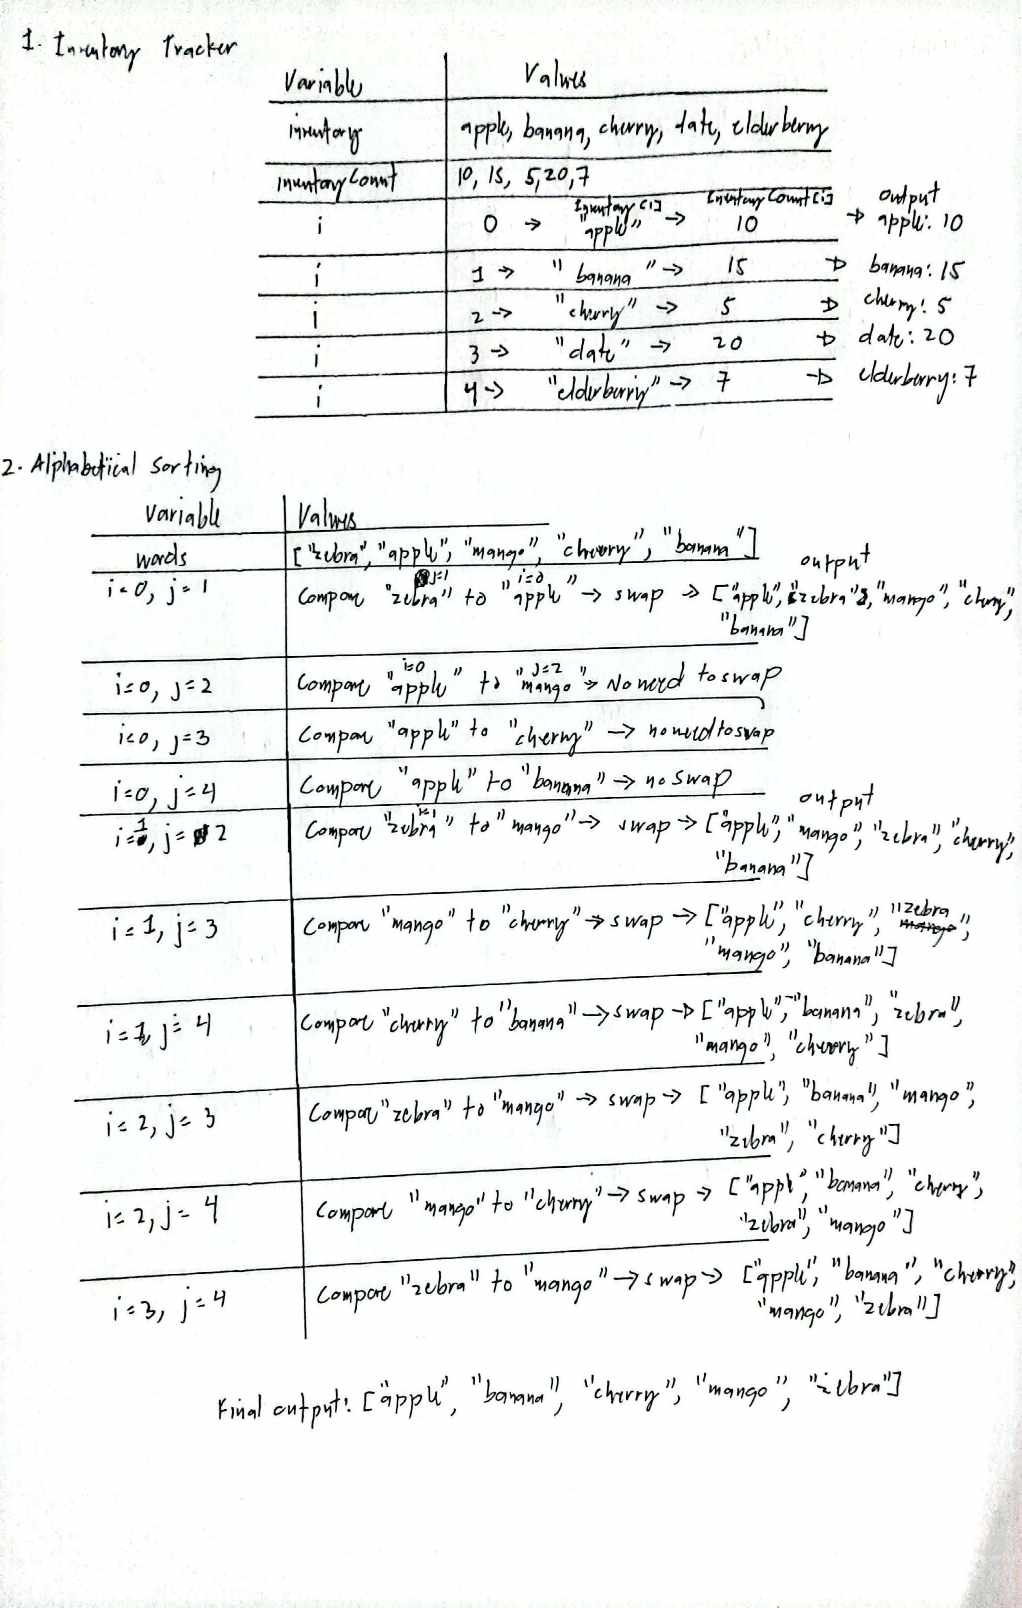 1. Inventory Tracker
Variable Values
inventory apple, banana, cherry, date, elderberry
inventoryCount 10, 15, 5, 20, 7
Inventory [i] InventoryCount[i] output
i 0 → "apple" → 10 → apple: 10
i 1 → "banana" → 15 → banana: 15
i 2 → "cherry" → 5 → cherry: 5
i 3 → "date" → 20 → date: 20
i 4 → "elderberry" → 7 → elderberry: 7
2. Alphabetical Sorting
Variable Values
words ["zebra", "apple", "mango", "cherry", "banana"]
output
j=1 i=0
i=0, j=1 Compare "zebra" to "apple" → swap → ["apple", "zebra", "mango", "cherry",
"banana"]
i=0 j=2
i=0, j=2 Compare "apple" to "mango" → No need to swap
i=0, j=3 Compare "apple" to "cherry" → no need to swap
i=0, j=4 Compare "apple" to "banana" → no swap
output
i=1
i=1, j=2 Compare "zebra" to "mango" → swap → ["apple", "mango", "zebra", "cherry",
"banana"]
i=1, j=3 Compare "mango" to "cherry" → swap → ["apple", "cherry", "zebra
mango",
"mango", "banana"]
i=1, j=4 Compare "cherry" to "banana" → swap → ["apple", "banana", "zebra",
"mango", "cherry"]
i=2, j=3 Compare "zebra" to "mango" → swap → ["apple", "banana", "mango",
"zebra", "cherry"]
i=2, j=4 Compare "mango" to "cherry" → swap → ["apple", "banana", "cherry",
"zebra", "mango"]
i=3, j=4 Compare "zebra" to "mango" → swap → ["apple", "banana", "cherry",
"mango", "zebra"]
Final output: ["apple", "banana", "cherry", "mango", "zebra"]